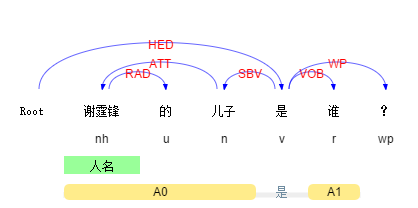 HED
ATT WP
RAD SBV VOB
Root 谢霆锋 的 儿子 是 谁 ?
nh u n v r wp
人名
A0 是 A1